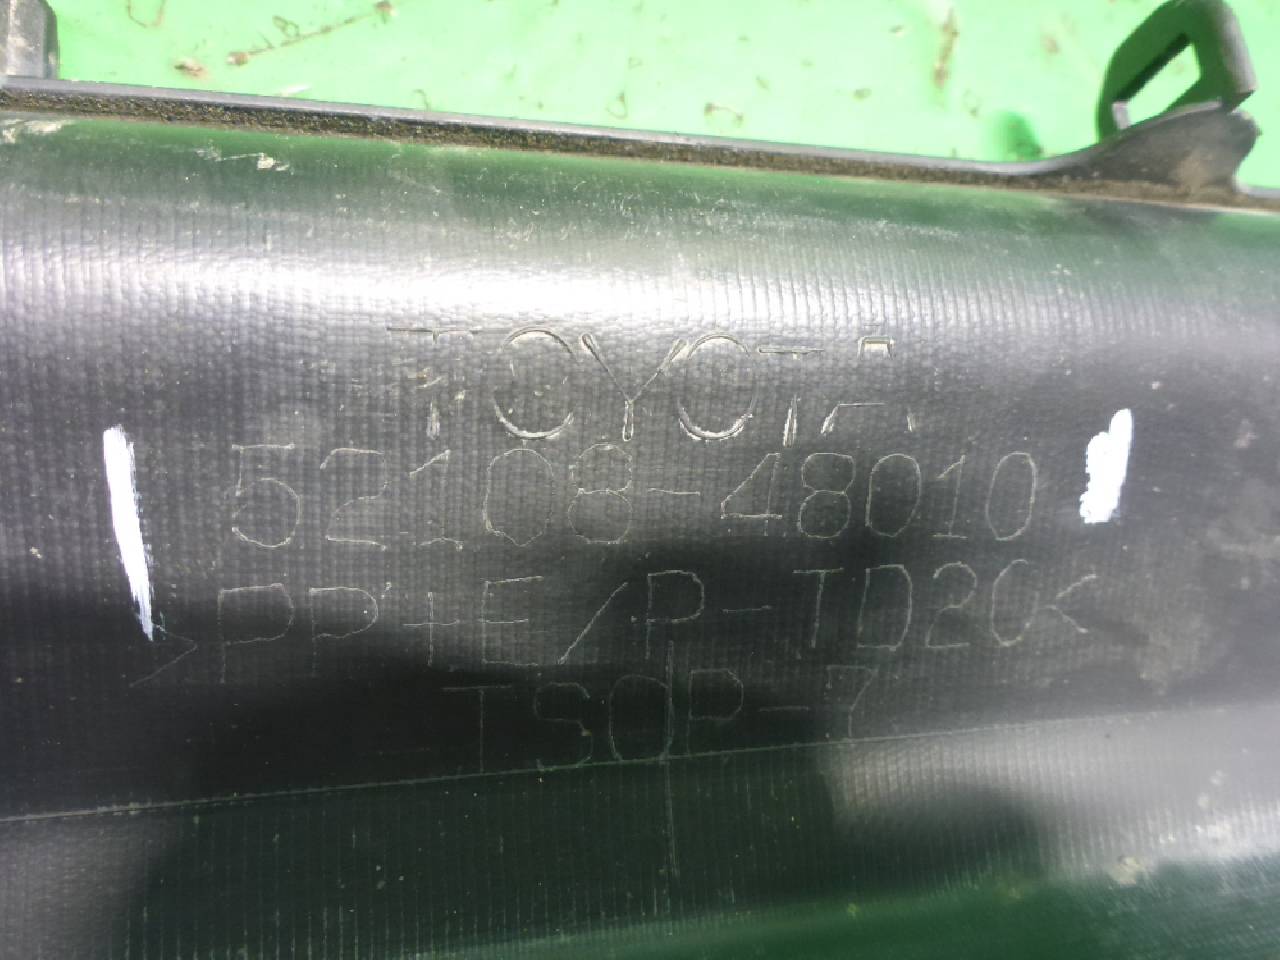 TOYOTA
52108-48010
>PP+E/P-TD20<
TSOP-7